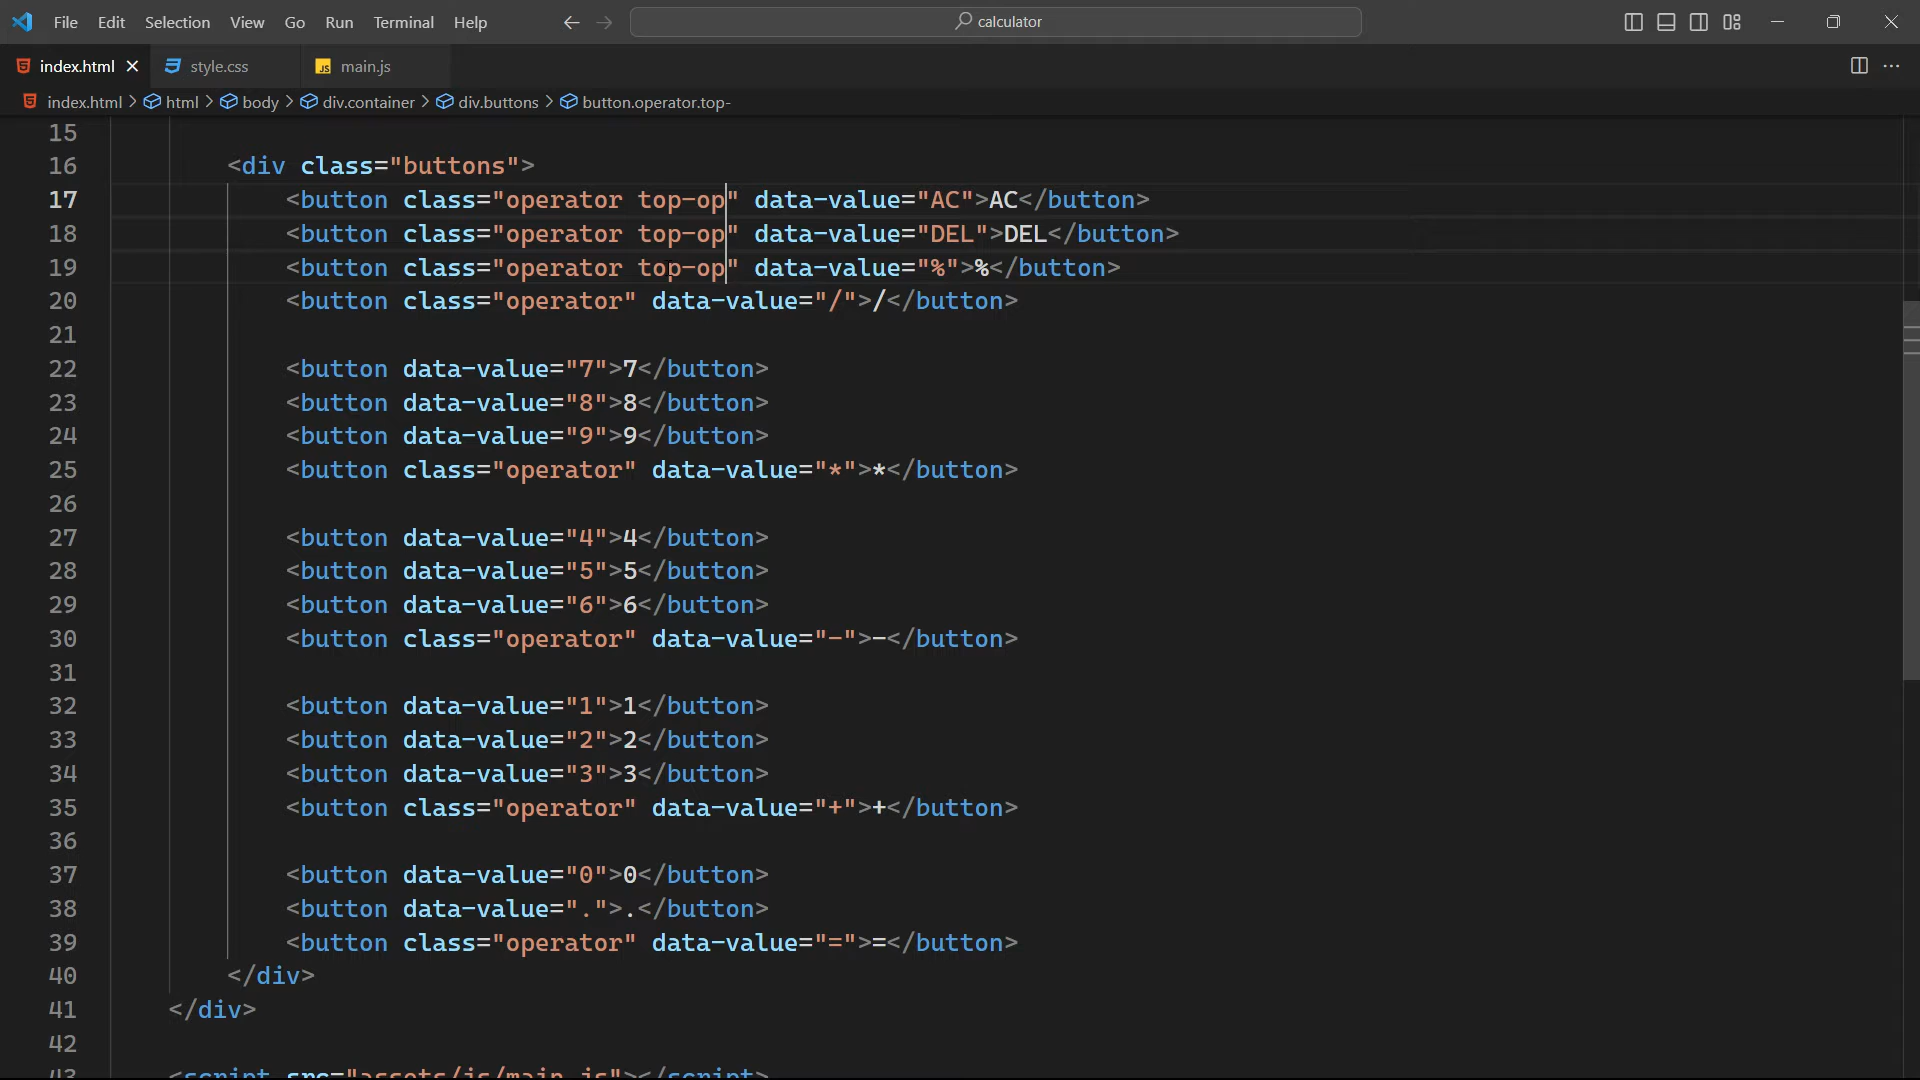 File Edit Selection View Go Run Terminal Help calculator
index.html style.css JS main.js
index.html > html > body > div.container > div.buttons > button.operator.top-
15
16 <div class="buttons">
17 <button class="operator top-op" data-value="AC">AC</button>
18 <button class="operator top-op" data-value="DEL">DEL</button>
19 <button class="operator top-op" data-value="%">%</button>
20 <button class="operator" data-value="/">/</button>
21
22 <button data-value="7">7</button>
23 <button data-value="8">8</button>
24 <button data-value="9">9</button>
25 <button class="operator" data-value="*">*</button>
26
27 <button data-value="4">4</button>
28 <button data-value="5">5</button>
29 <button data-value="6">6</button>
30 <button class="operator" data-value="-">-</button>
31
32 <button data-value="1">1</button>
33 <button data-value="2">2</button>
34 <button data-value="3">3</button>
35 <button class="operator" data-value="+">+</button>
36
37 <button data-value="0">0</button>
38 <button data-value=".">.</button>
39 <button class="operator" data-value="=">=</button>
40 </div>
41 </div>
42
43 <script src="assets/js/main.js"></script>